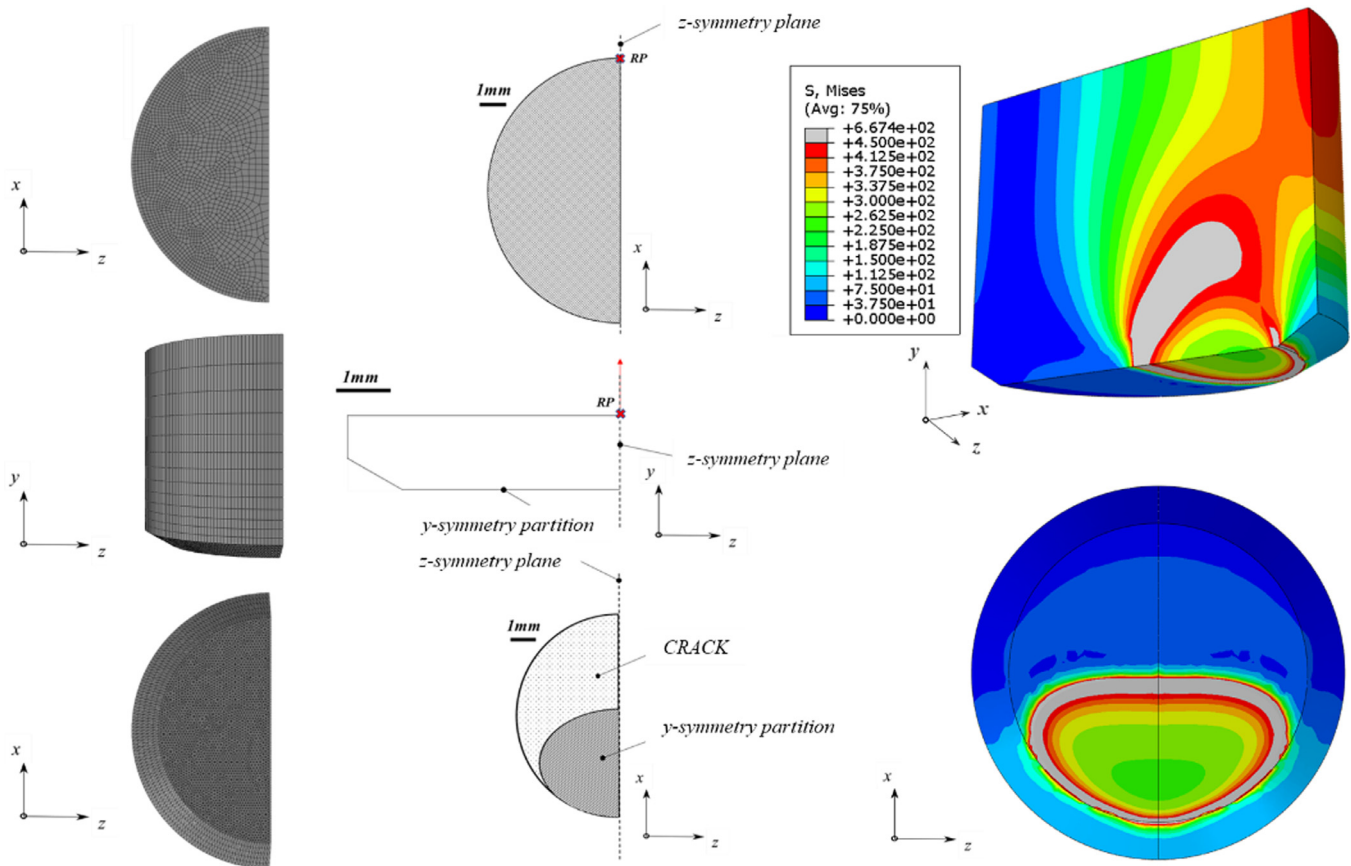 x
z
y
z
x
z
z-symmetry plane
RP
1mm
x
z
1mm
RP
z-symmetry plane
y
z
y-symmetry partition
z-symmetry plane
1mm
CRACK
y-symmetry partition
x
z
S, Mises
(Avg: 75%)
+6.674e+02
+4.500e+02
+4.125e+02
+3.750e+02
+3.375e+02
+3.000e+02
+2.625e+02
+2.250e+02
+1.875e+02
+1.500e+02
+1.125e+02
+7.500e+01
+3.750e+01
+0.000e+00
y
x
z
x
z